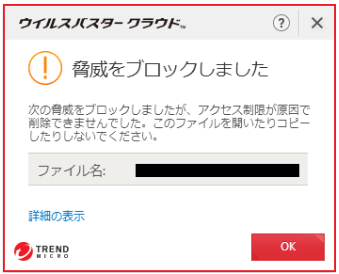 ウイルスバスター クラウド™
?
×
脅威をブロックしました
次の脅威をブロックしましたが、アクセス制限が原因で
削除できませんでした。このファイルを開いたりコピー
したりしないでください。
ファイル名:
詳細の表示
TREND
MICRO
OK